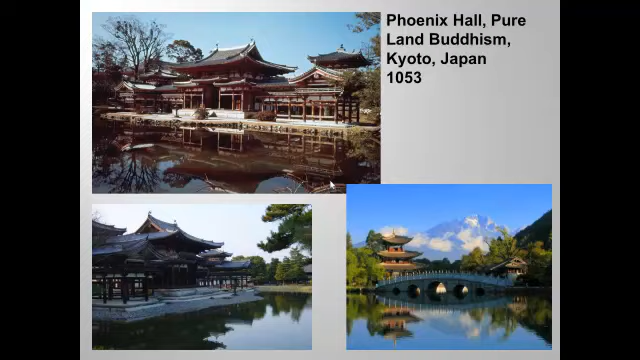 Phoenix Hall, Pure
Land Buddhism,
Kyoto, Japan
1053